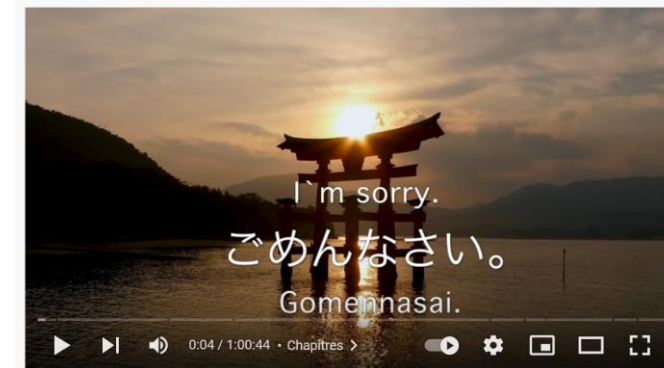 I`m sorry.
ごめんなさい。
Gomennasai.
0:04 / 1:00:44 • Chapitres >